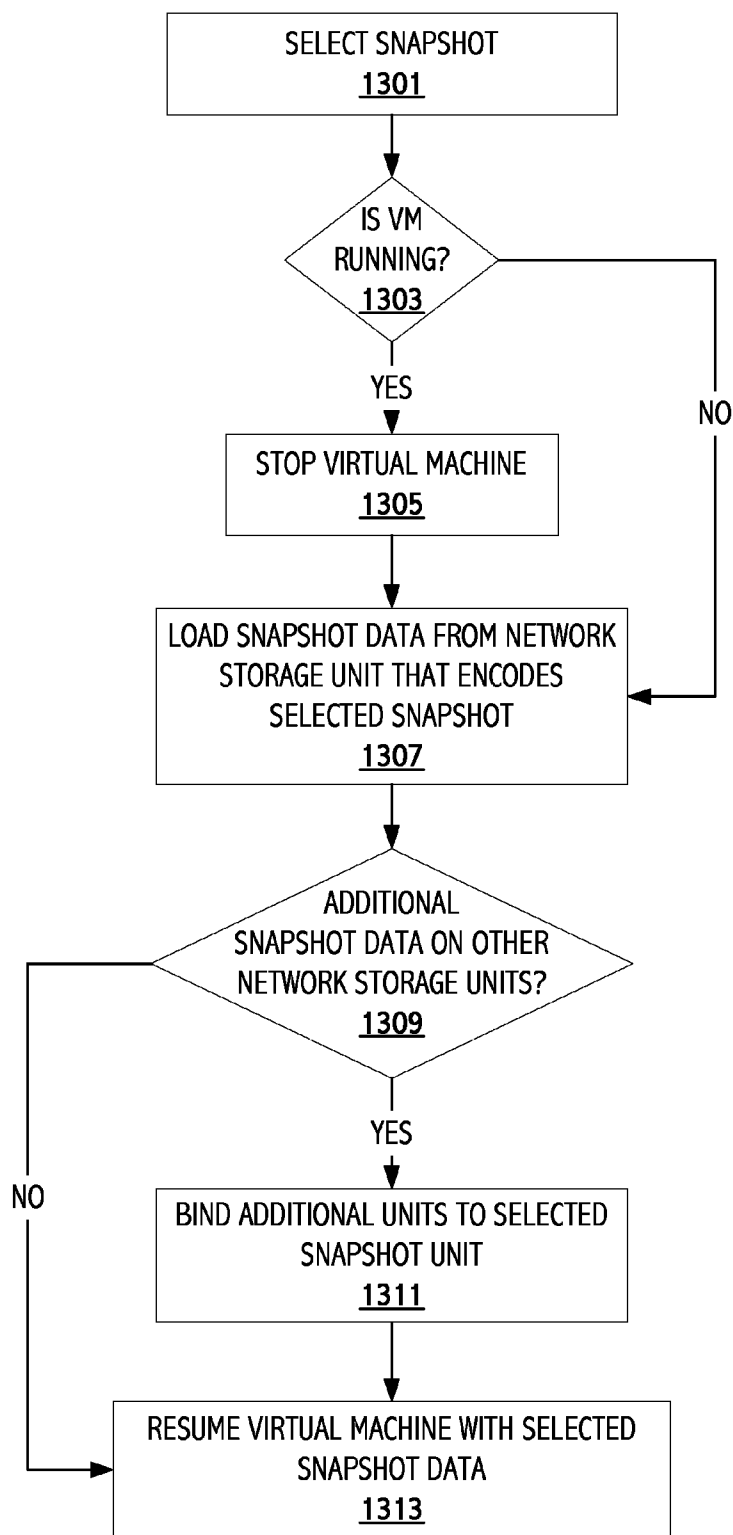 SELECT SNAPSHOT
1301
IS VM
RUNNING?
1303
YES
NO
STOP VIRTUAL MACHINE
1305
LOAD SNAPSHOT DATA FROM NETWORK
STORAGE UNIT THAT ENCODES
SELECTED SNAPSHOT
1307
ADDITIONAL
SNAPSHOT DATA ON OTHER
NETWORK STORAGE UNITS?
1309
YES
NO
BIND ADDITIONAL UNITS TO SELECTED
SNAPSHOT UNIT
1311
RESUME VIRTUAL MACHINE WITH SELECTED
SNAPSHOT DATA
1313